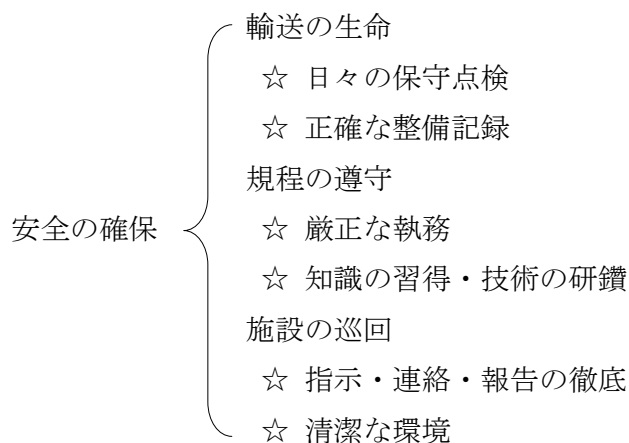 輸送の生命
☆ 日々の保守点検
☆ 正確な整備記録
規程の遵守
安全の確保
☆ 厳正な執務
☆ 知識の習得・技術の研鑽
施設の巡回
☆ 指示・連絡・報告の徹底
☆ 清潔な環境